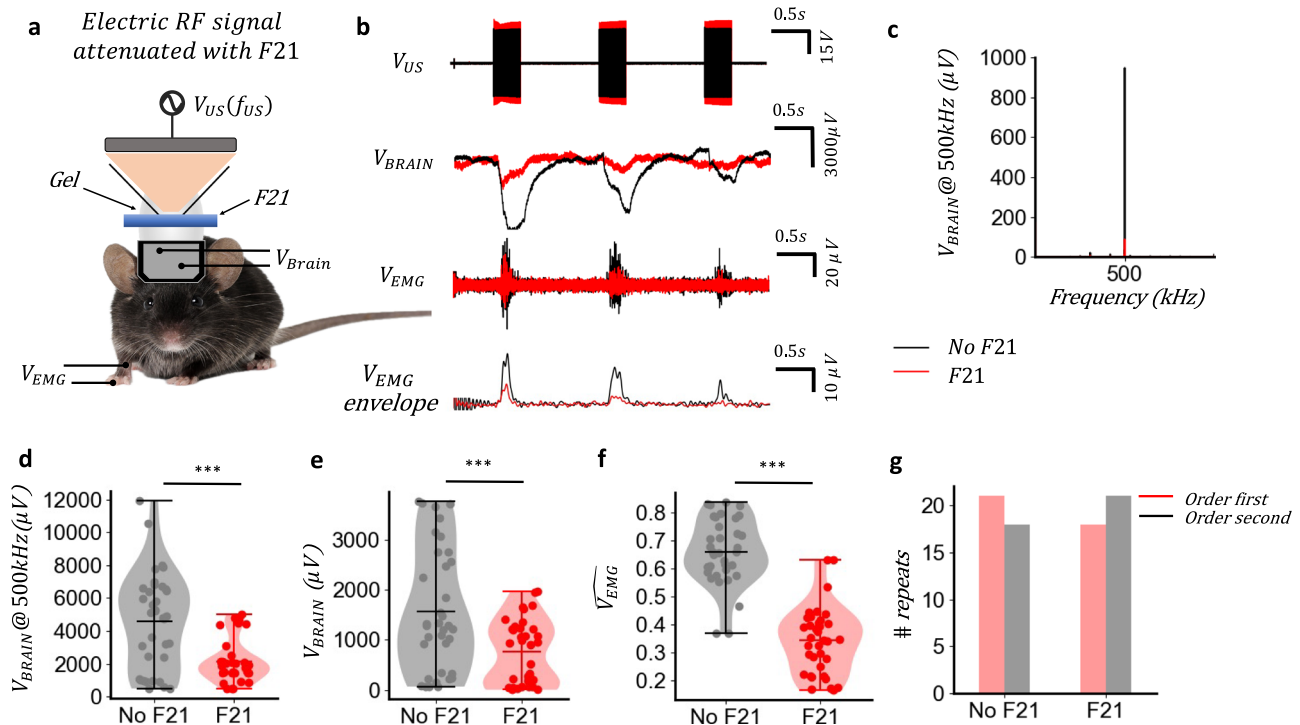 a
Electric RF signal
attenuated with F21
V_US(f_US)
Gel
F21
V_Brain
V_EMG
b
0.5s
15V
V_US
0.5s
3000µV
V_BRAIN
0.5s
20 µV
V_EMG
0.5s
10 µV
V_EMG
envelope
c
V_BRAIN@ 500kHz (µV)
1000
800
600
400
200
0
500
Frequency (kHz)
No F21
F21
d
***
V_BRAIN@ 500kHz(µV)
12000
10000
8000
6000
4000
2000
0
No F21
F21
e
***
V_BRAIN (µV)
3000
2000
1000
0
No F21
F21
f
***
V_EMG
0.8
0.7
0.6
0.5
0.4
0.3
0.2
No F21
F21
g
# repeats
20
15
10
5
0
No F21
F21
Order first
Order second